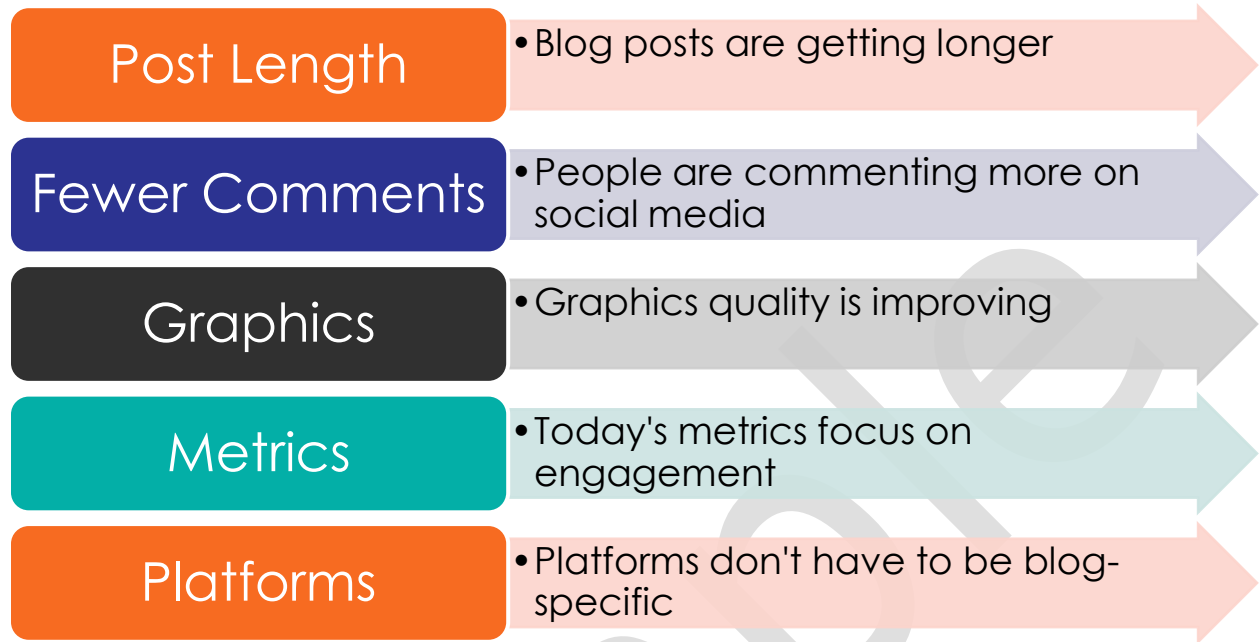 Post Length
• Blog posts are getting longer
Fewer Comments
• People are commenting more on
social media
Graphics
• Graphics quality is improving
Metrics
• Today's metrics focus on
engagement
Platforms
• Platforms don't have to be blog-
specific